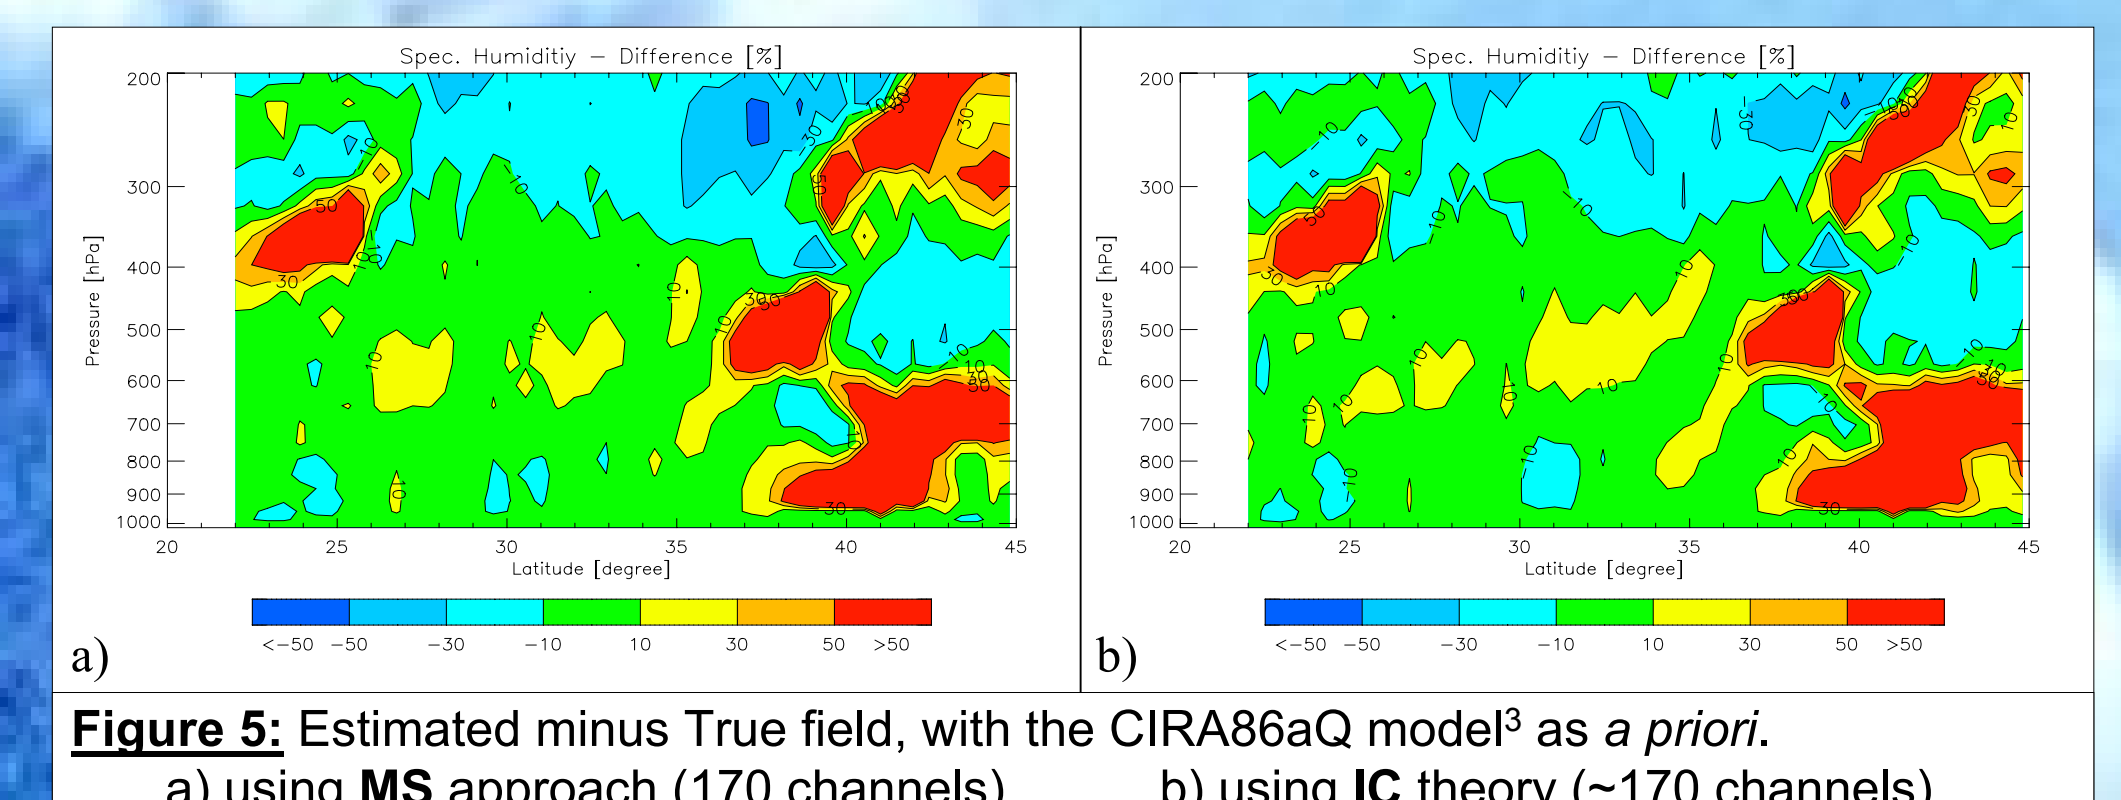 Spec. Humiditiy – Difference [%]
200
300
400
500
600
700
800
900
1000
Pressure [hPa]
20 25 30 35 40 45
Latitude [degree]
<−50 −50 −30 −10 10 30 50 >50
a)
Spec. Humiditiy – Difference [%]
200
300
400
500
600
700
800
900
1000
Pressure [hPa]
20 25 30 35 40 45
Latitude [degree]
<−50 −50 −30 −10 10 30 50 >50
b)
Figure 5: Estimated minus True field, with the CIRA86aQ model³ as a priori.
a) using MS approach (170 channels) b) using IC theory (~170 channels)